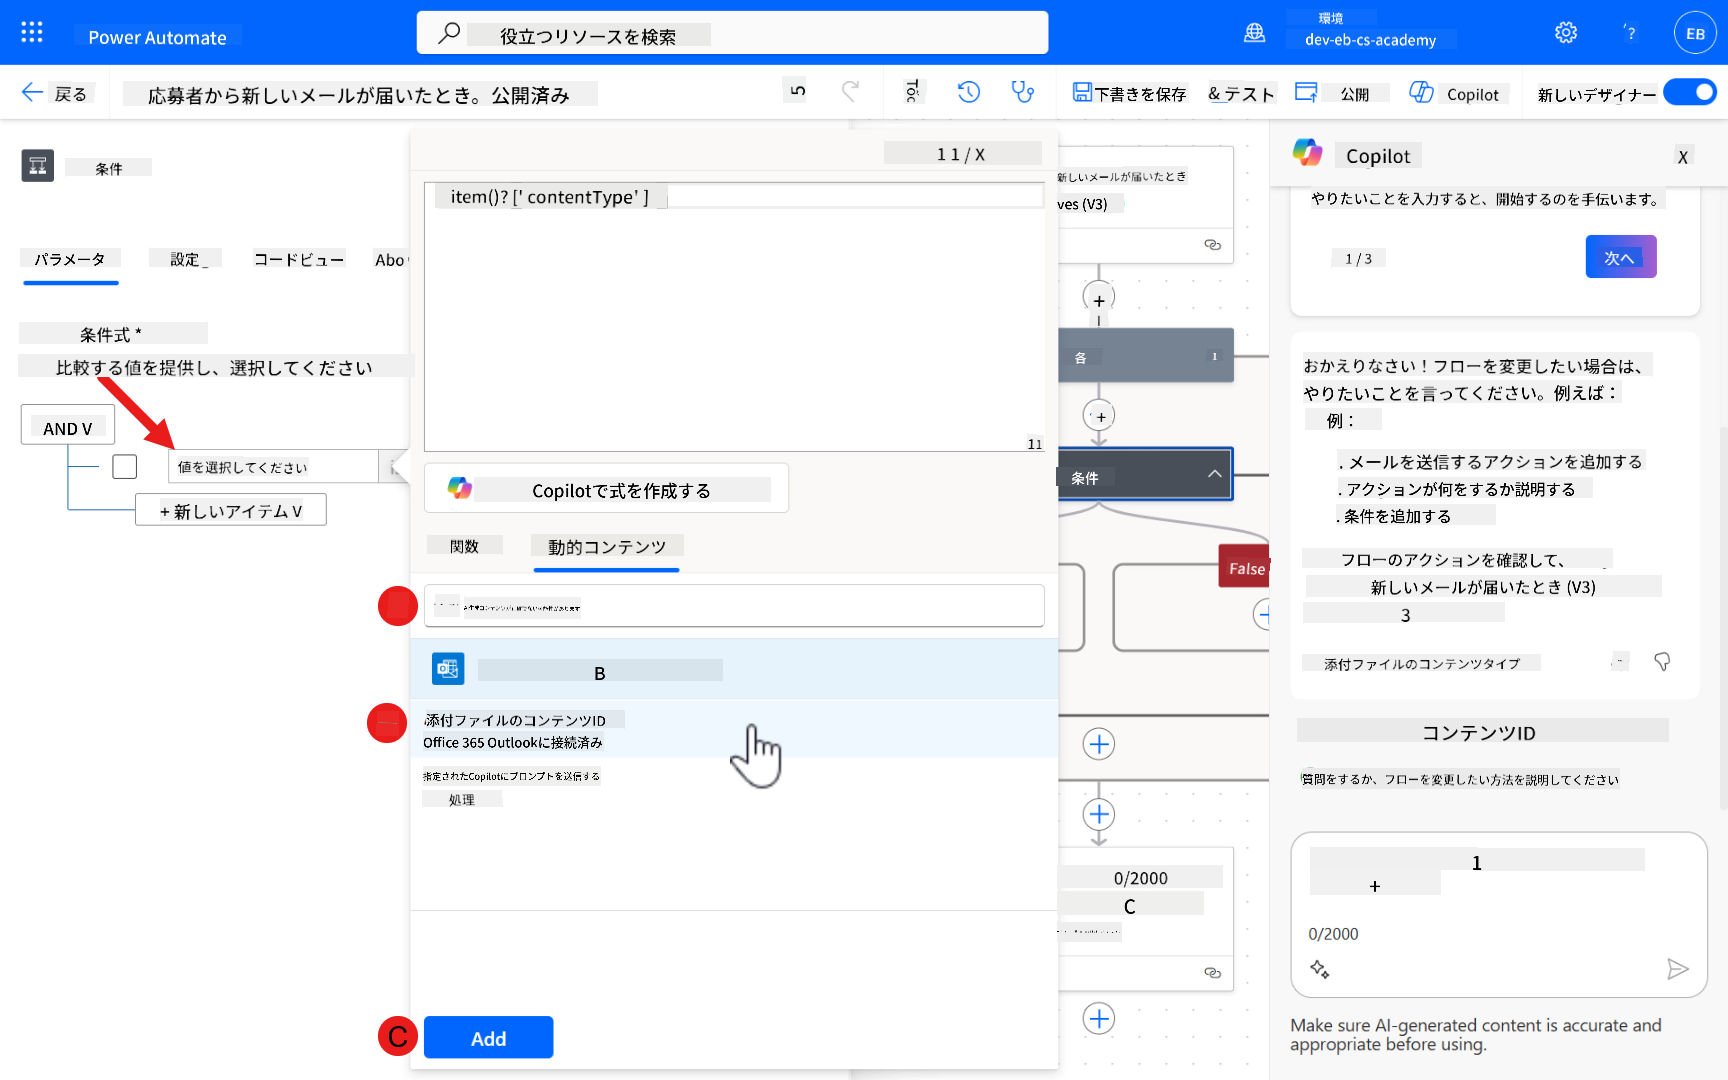 Power Automate
役立つリソースを検索
環境
dev-eb-cs-academy
?
EB
戻る
応募者から新しいメールが届いたとき。公開済み
下書きを保存
& テスト
公開
Copilot
新しいデザイナー
条件
パラメータ
設定
コードビュー
Abo
条件式 *
比較する値を提供し、選択してください
AND V
値を選択してください
+ 新しいアイテム V
1 1 / X
item()? [' contentType' ]
11
Copilotで式を作成する
関数
動的コンテンツ
B
添付ファイルのコンテンツID
Office 365 Outlookに接続済み
指定されたCopilotにプロンプトを送信する
処理
C
Add
新しいメールが届いたとき
ves (V3)
各
1
条件
False
0/2000
C
Copilot
X
やりたいことを入力すると、開始するのを手伝います。
1 / 3
次へ
おかえりなさい！フローを変更したい場合は、
やりたいことを言ってください。例えば：
例：
. メールを送信するアクションを追加する
. アクションが何をするか説明する
. 条件を追加する
フローのアクションを確認して、
新しいメールが届いたとき (V3)
3
添付ファイルのコンテンツタイプ
コンテンツID
質問をするか、フローを変更したい方法を説明してください
1
+
0/2000
Make sure AI-generated content is accurate and
appropriate before using.